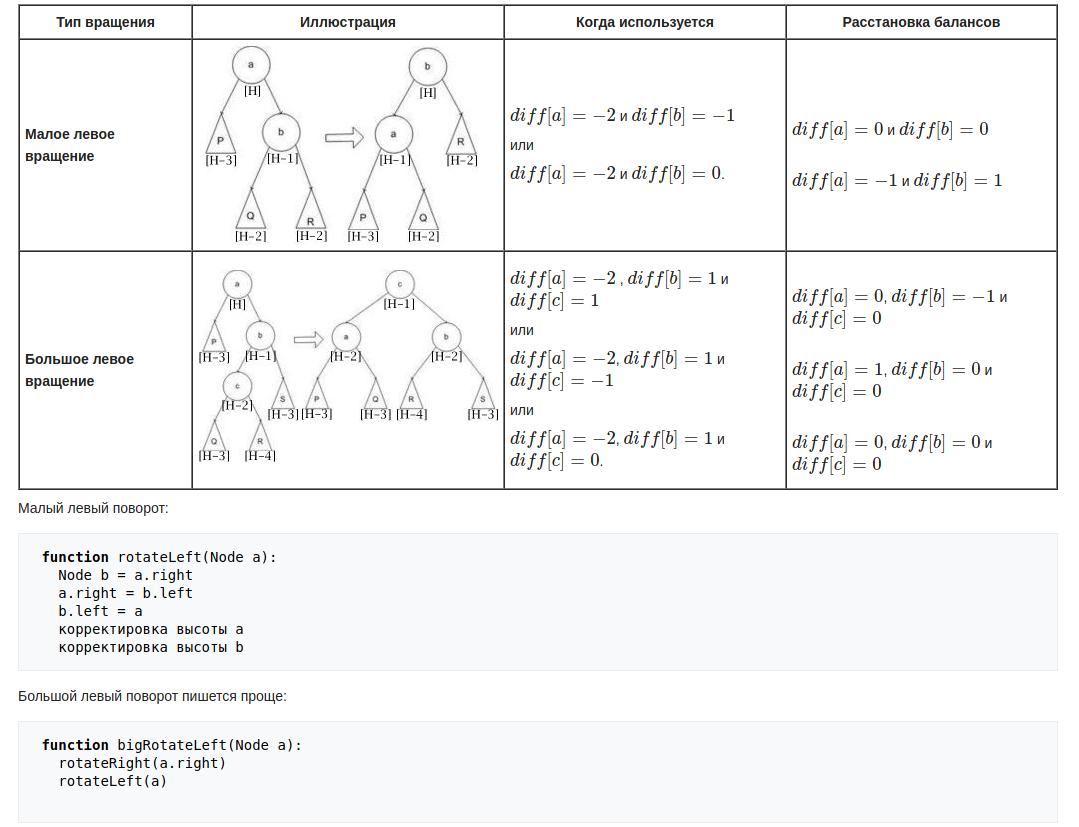 Тип вращения
Иллюстрация
Когда используется
Расстановка балансов
Малое левое
вращение
a
[H]
P
[H−3]
b
[H−1]
Q
[H−2]
R
[H−2]
b
[H]
a
[H−1]
R
[H−2]
P
[H−3]
Q
[H−2]
diff[a] = −2 и diff[b] = −1
или
diff[a] = −2 и diff[b] = 0.
diff[a] = 0 и diff[b] = 0
diff[a] = −1 и diff[b] = 1
Большое левое
вращение
a
[H]
P
[H−3]
b
[H−1]
c
[H−2]
S
[H−3]
Q
[H−3]
R
[H−4]
c
[H−1]
a
[H−2]
b
[H−2]
P
[H−3]
Q
[H−3]
R
[H−4]
S
[H−3]
diff[a] = −2 , diff[b] = 1 и
diff[c] = 1
или
diff[a] = −2, diff[b] = 1 и
diff[c] = −1
или
diff[a] = −2, diff[b] = 1 и
diff[c] = 0.
diff[a] = 0, diff[b] = −1 и
diff[c] = 0
diff[a] = 1, diff[b] = 0 и
diff[c] = 0
diff[a] = 0, diff[b] = 0 и
diff[c] = 0
Малый левый поворот:
function rotateLeft(Node a):
Node b = a.right
a.right = b.left
b.left = a
корректировка высоты a
корректировка высоты b
Большой левый поворот пишется проще:
function bigRotateLeft(Node a):
rotateRight(a.right)
rotateLeft(a)